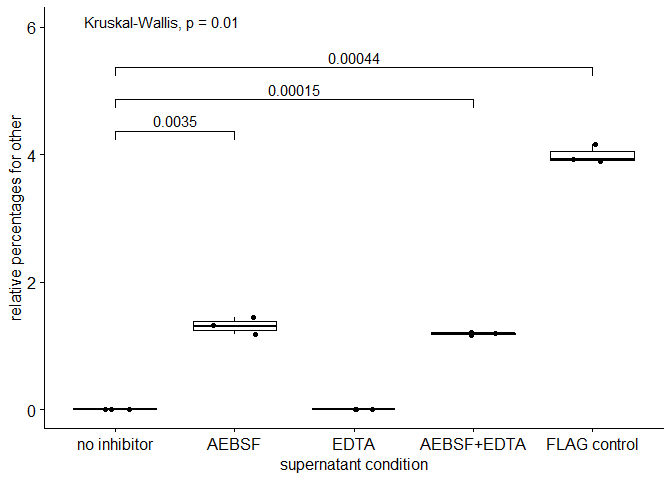 Kruskal-Wallis, p = 0.01
6
4
2
0
relative percentages for other
0.00044
0.00015
0.0035
no inhibitor
AEBSF
EDTA
AEBSF+EDTA
FLAG control
supernatant condition